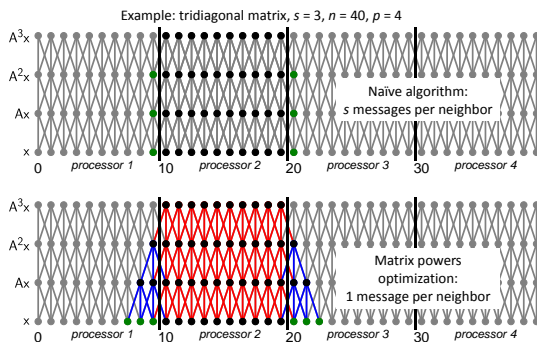 Example: tridiagonal matrix, s = 3, n = 40, p = 4
A³x
A²x
Ax
x
Naïve algorithm:
s messages per neighbor
0 processor 1 10 processor 2 20 processor 3 30 processor 4
A³x
A²x
Ax
x
Matrix powers
optimization:
1 message per neighbor
0 processor 1 10 processor 2 20 processor 3 30 processor 4